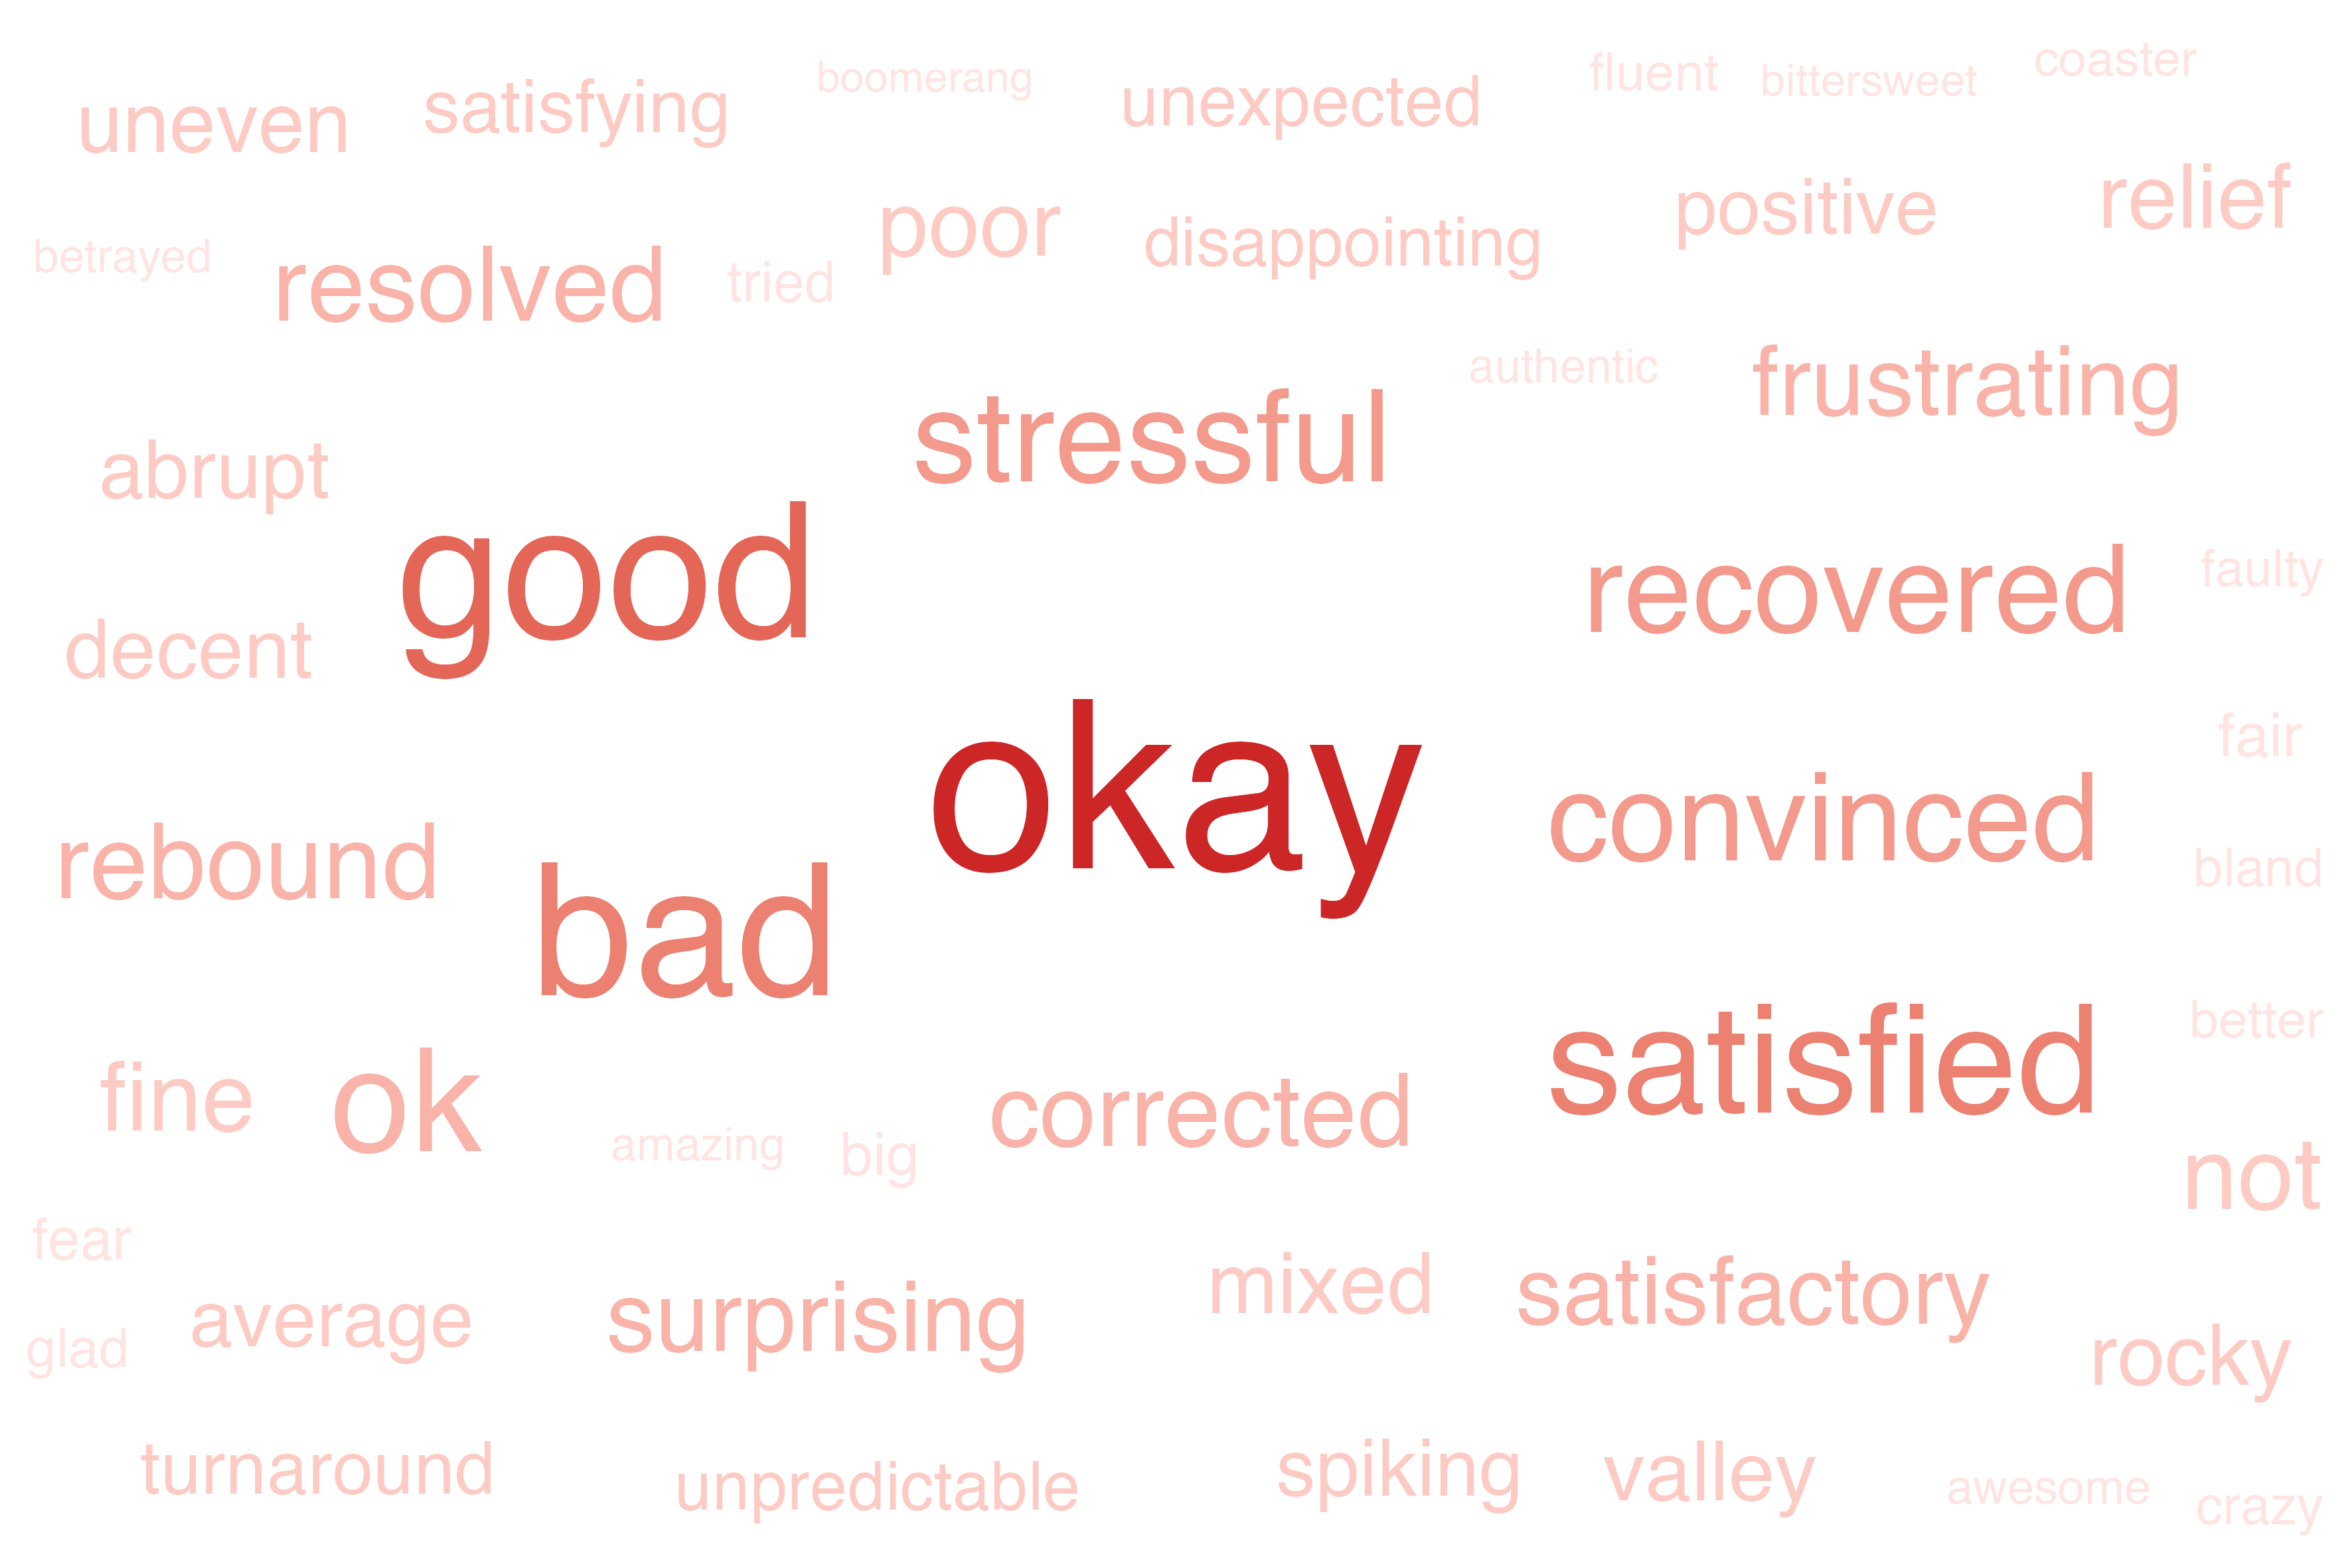 uneven satisfying boomerang unexpected fluent bittersweet coaster
betrayed resolved tried poor disappointing positive relief
abrupt stressful authentic frustrating
decent good recovered faulty
rebound bad okay convinced fair
bland
fine ok amazing big corrected satisfied better
not
fear
glad average surprising mixed satisfactory rocky
turnaround unpredictable spiking valley awesome crazy